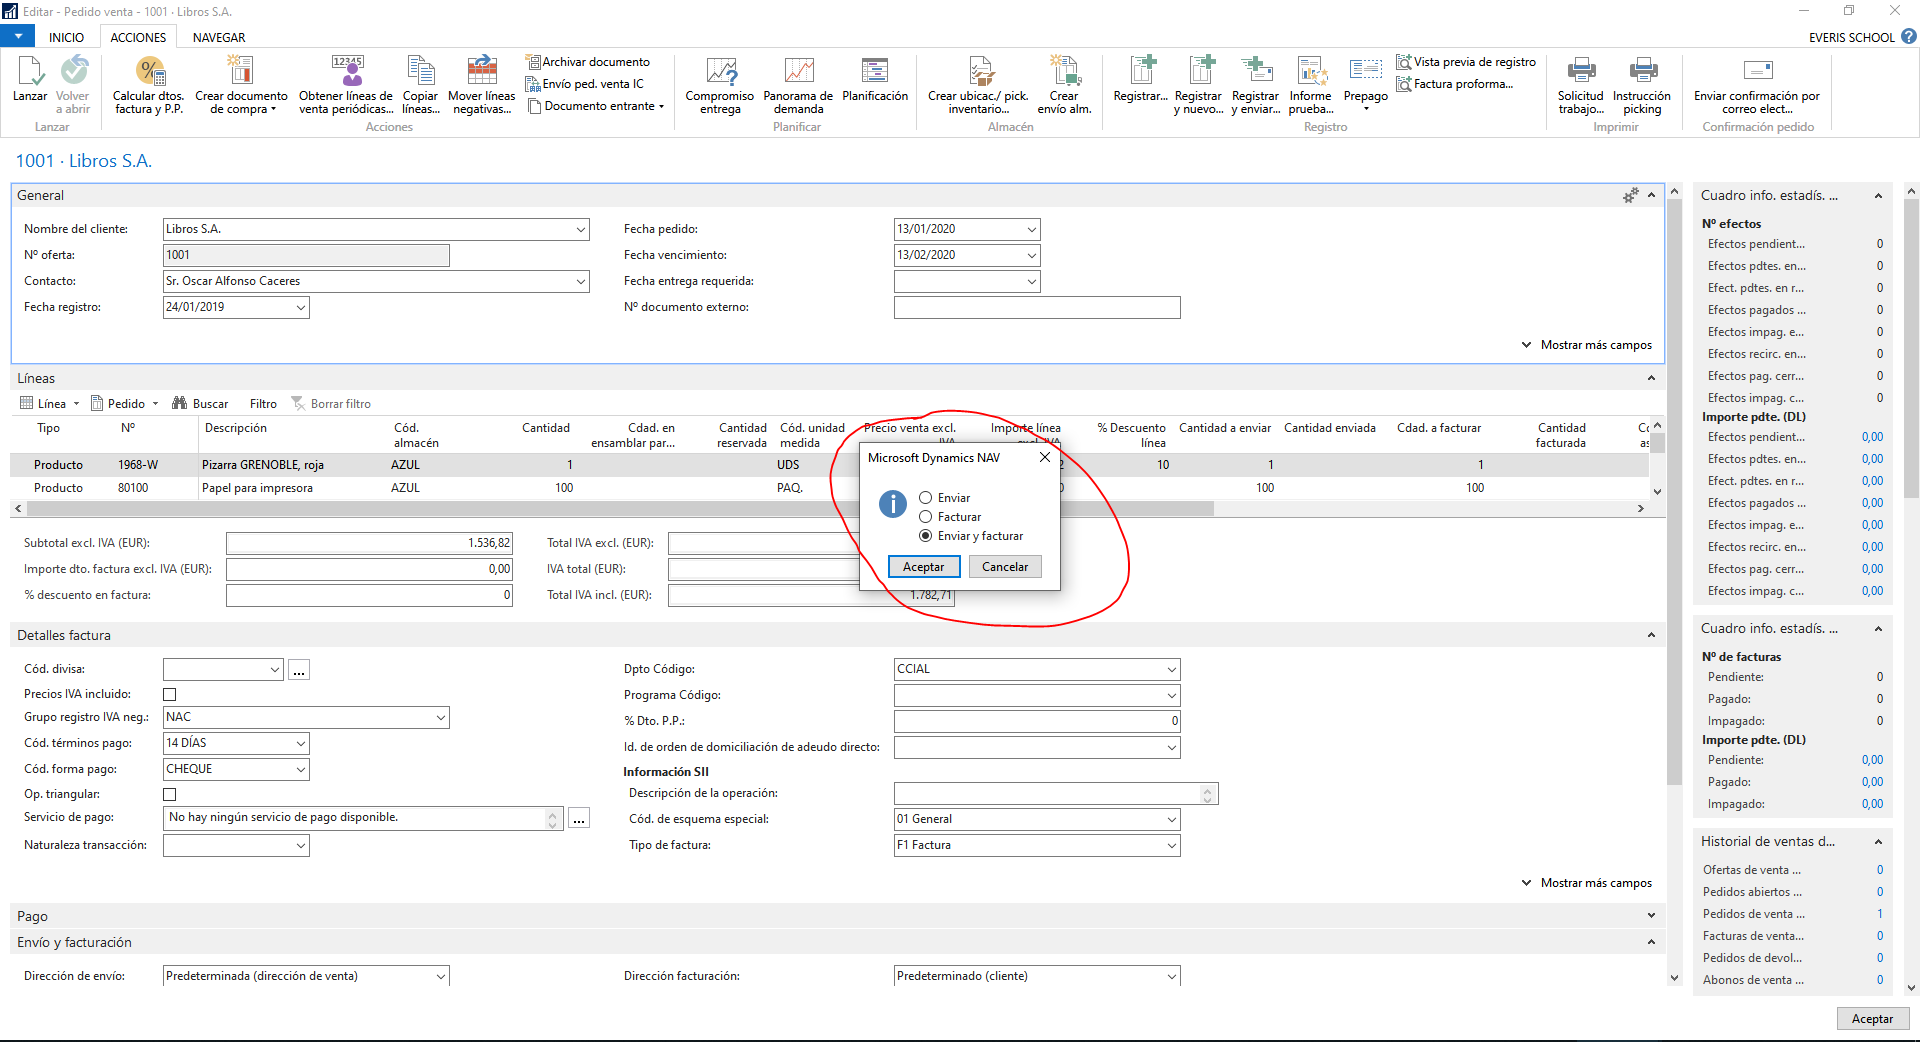 Editar - Pedido venta - 1001 · Libros S.A.
INICIO ACCIONES NAVEGAR EVERIS SCHOOL
Lanzar
Volver a abrir
Lanzar
Calcular dtos. factura y P.P.
Crear documento de compra
12345
Obtener líneas de venta periódicas...
Copiar líneas...
Mover líneas negativas...
Archivar documento
Envío ped. venta IC
Documento entrante
Acciones
Compromiso entrega
Panorama de demanda
Planificación
Planificar
Crear ubicac./ pick. inventario...
Crear envío alm.
Almacén
Registrar...
Registrar y nuevo...
Registrar y enviar...
Informe prueba...
Prepago
Vista previa de registro
Factura proforma...
Registro
Solicitud trabajo...
Instrucción picking
Imprimir
Enviar confirmación por correo elect...
Confirmación pedido
1001 · Libros S.A.
General
Nombre del cliente: Libros S.A.
Nº oferta: 1001
Contacto: Sr. Oscar Alfonso Caceres
Fecha registro: 24/01/2019
Fecha pedido: 13/01/2020
Fecha vencimiento: 13/02/2020
Fecha entrega requerida:
Nº documento externo:
Mostrar más campos
Líneas
Línea Pedido Buscar Filtro Borrar filtro
Tipo Nº Descripción Cód. almacén Cantidad Cdad. en ensamblar par... Cantidad reservada Cód. unidad medida Precio venta excl. IVA Importe línea excl. IVA % Descuento línea Cantidad a enviar Cantidad enviada Cdad. a facturar Cantidad facturada
Producto 1968-W Pizarra GRENOBLE, roja AZUL 1 UDS 10 1 1
Producto 80100 Papel para impresora AZUL 100 PAQ. 100 100
Microsoft Dynamics NAV
Enviar
Facturar
Enviar y facturar
Aceptar Cancelar
Subtotal excl. IVA (EUR): 1.536,82
Importe dto. factura excl. IVA (EUR): 0,00
% descuento en factura: 0
Total IVA excl. (EUR):
IVA total (EUR):
Total IVA incl. (EUR): 1.782,71
Detalles factura
Cód. divisa: ...
Precios IVA incluido:
Grupo registro IVA neg.: NAC
Cód. términos pago: 14 DÍAS
Cód. forma pago: CHEQUE
Op. triangular:
Servicio de pago: No hay ningún servicio de pago disponible. ...
Naturaleza transacción:
Dpto Código: CCIAL
Programa Código:
% Dto. P.P.: 0
Id. de orden de domiciliación de adeudo directo:
Información SII
Descripción de la operación:
Cód. de esquema especial: 01 General
Tipo de factura: F1 Factura
Mostrar más campos
Pago
Envío y facturación
Dirección de envío: Predeterminada (dirección de venta)
Dirección facturación: Predeterminado (cliente)
Cuadro info. estadís. ...
Nº efectos
Efectos pendient... 0
Efectos pdtes. en... 0
Efect. pdtes. en r... 0
Efectos pagados ... 0
Efectos impag. e... 0
Efectos recirc. en... 0
Efectos pag. cerr... 0
Efectos impag. c... 0
Importe pdte. (DL)
Efectos pendient... 0,00
Efectos pdtes. en... 0,00
Efect. pdtes. en r... 0,00
Efectos pagados ... 0,00
Efectos impag. e... 0,00
Efectos recirc. en... 0,00
Efectos pag. cerr... 0,00
Efectos impag. c... 0,00
Cuadro info. estadís. ...
Nº de facturas
Pendiente: 0
Pagado: 0
Impagado: 0
Importe pdte. (DL)
Pendiente: 0,00
Pagado: 0,00
Impagado: 0,00
Historial de ventas d...
Ofertas de venta ... 0
Pedidos abiertos ... 0
Pedidos de venta ... 1
Facturas de venta... 0
Pedidos de devol... 0
Abonos de venta ... 0
Aceptar